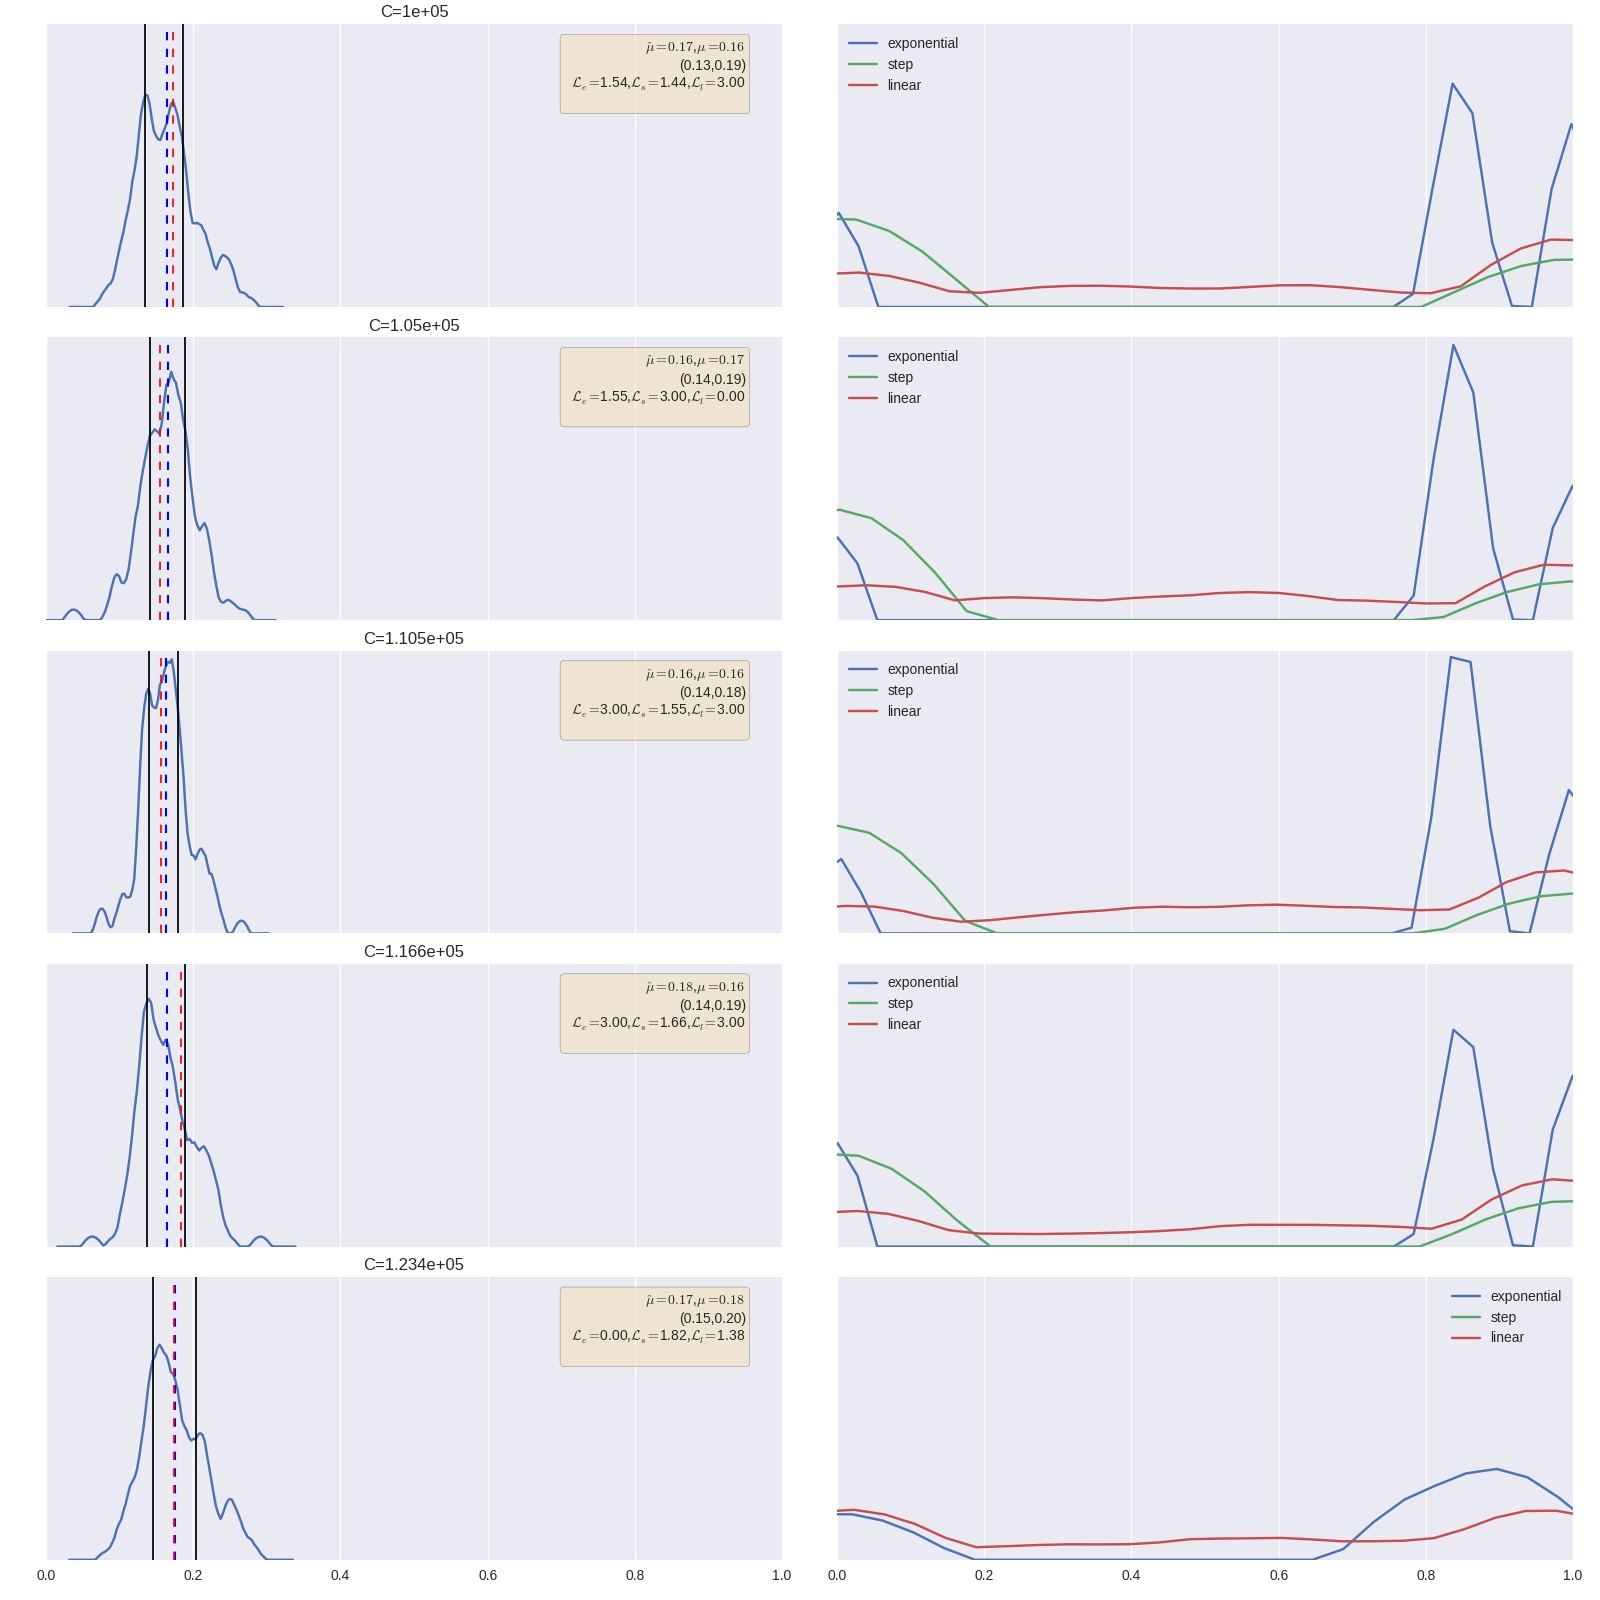 C=1e+05
μ̂=0.17,μ=0.16
(0.13,0.19)
ℒₑ=1.54,ℒₛ=1.44,ℒₗ=3.00
exponential
step
linear
C=1.05e+05
μ̂=0.16,μ=0.17
(0.14,0.19)
ℒₑ=1.55,ℒₛ=3.00,ℒₗ=0.00
exponential
step
linear
C=1.105e+05
μ̂=0.16,μ=0.16
(0.14,0.18)
ℒₑ=3.00,ℒₛ=1.55,ℒₗ=3.00
exponential
step
linear
C=1.166e+05
μ̂=0.18,μ=0.16
(0.14,0.19)
ℒₑ=3.00,ℒₛ=1.66,ℒₗ=3.00
exponential
step
linear
C=1.234e+05
μ̂=0.17,μ=0.18
(0.15,0.20)
ℒₑ=0.00,ℒₛ=1.82,ℒₗ=1.38
exponential
step
linear
0.0 0.2 0.4 0.6 0.8 1.0
0.0 0.2 0.4 0.6 0.8 1.0